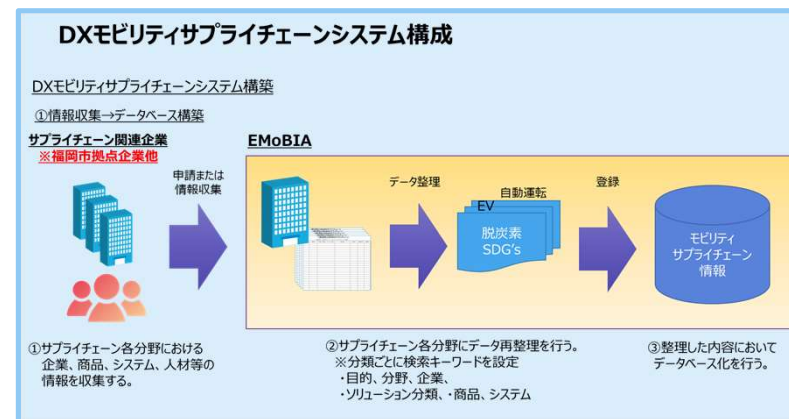 DXモビリティサプライチェーンシステム構成
DXモビリティサプライチェーンシステム構築
①情報収集→データベース構築
サプライチェーン関連企業
※福岡市拠点企業他
申請または
情報収集
EMoBIA
データ整理
自動運転
EV
脱炭素
SDG's
登録
モビリティ
サプライチェーン
情報
①サプライチェーン各分野における
企業、商品、システム、人材等の
情報を収集する。
②サプライチェーン各分野にデータ再整理を行う。
※分類ごとに検索キーワードを設定
・目的、分野、企業、
・ソリューション分類、・商品、システム
③整理した内容において
データベース化を行う。